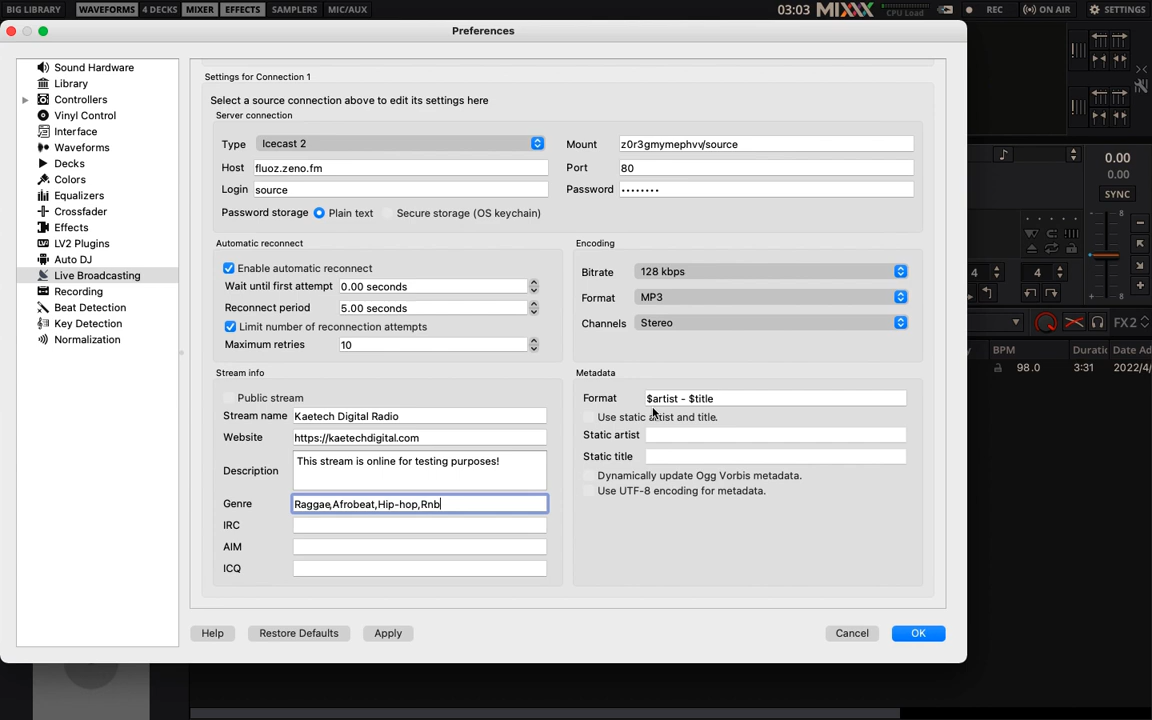 BIG LIBRARY WAVEFORMS 4 DECKS MIXER EFFECTS SAMPLERS MIC/AUX 03:03 MIXXX CPU Load REC ON AIR SETTINGS
Preferences
Sound Hardware
Library
Controllers
Vinyl Control
Interface
Waveforms
Decks
Colors
Equalizers
Crossfader
Effects
LV2 Plugins
Auto DJ
Live Broadcasting
Recording
Beat Detection
Key Detection
Normalization
Settings for Connection 1
Select a source connection above to edit its settings here
Server connection
Type Icecast 2 Mount z0r3gmymephvv/source
Host fluoz.zeno.fm Port 80
Login source Password ••••••••
Password storage Plain text Secure storage (OS keychain)
Automatic reconnect
Enable automatic reconnect
Wait until first attempt 0.00 seconds
Reconnect period 5.00 seconds
Limit number of reconnection attempts
Maximum retries 10
Encoding
Bitrate 128 kbps
Format MP3
Channels Stereo
Stream info
Public stream
Stream name Kaetech Digital Radio
Website https://kaetechdigital.com
Description This stream is online for testing purposes!
Genre Raggae,Afrobeat,Hip-hop,Rnb
IRC
AIM
ICQ
Metadata
Format $artist - $title
Use static artist and title.
Static artist
Static title
Dynamically update Ogg Vorbis metadata.
Use UTF-8 encoding for metadata.
Help Restore Defaults Apply Cancel OK
0.00
0.00
SYNC
8
4 4
8
FX2
BPM Duratic Date Ad
98.0 3:31 2022/4/